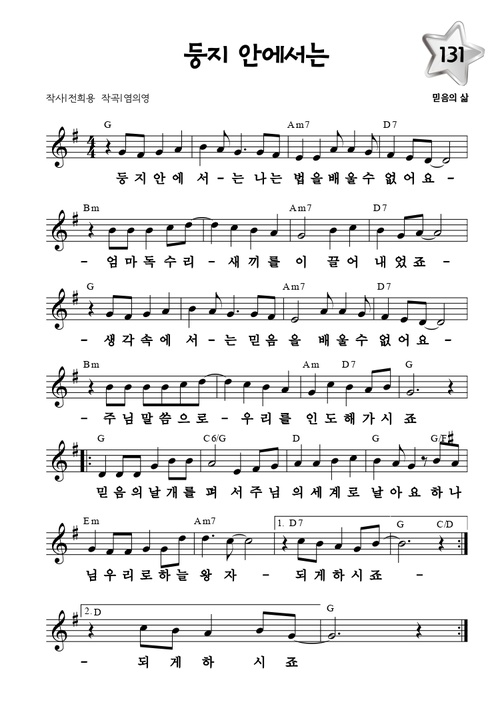 둥지 안에서는
131
작사|전희용 작곡|염의영
믿음의 삶
G Am7 D7
둥지안에 서-는 나는 법을배울수 없어요-
Bm Am7 D7
-엄마독수리-새끼를 이 끌어 내었죠-
G Am7 D7
-생각속에 서-는 믿음 을 배울수없어요-
Bm Am D7 G
-주님말씀으로-우리를 인도해가시 죠
G C6/G D G G/F#
믿음의날개를 펴 서주님 의세계로 날아요 하나
Em Am7 1. D7 G C/D
님우리로하늘 왕 자 - 되게하시죠 -
2. D G
- 되 게 하 시 죠